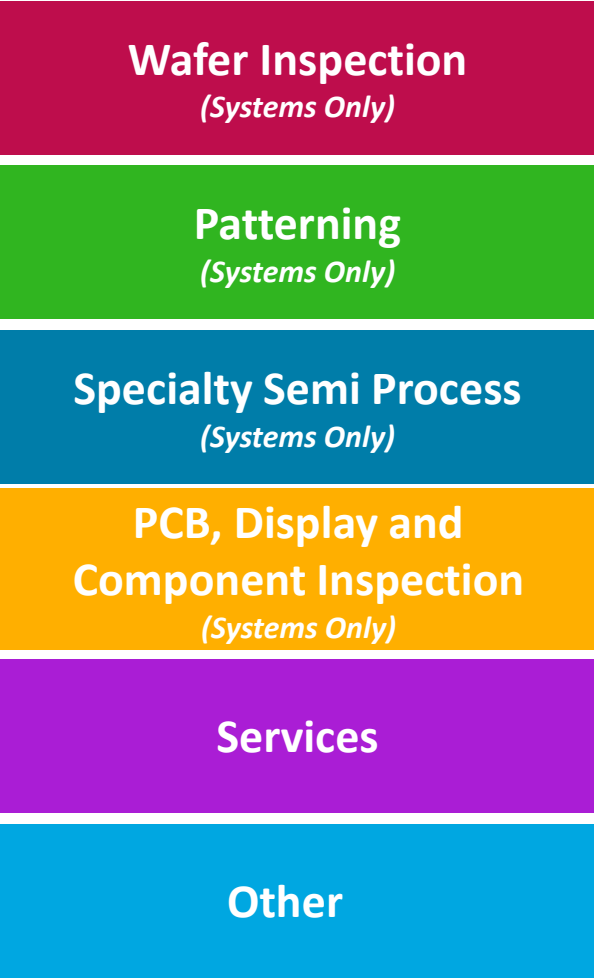 Wafer Inspection
(Systems Only)
Patterning
(Systems Only)
Specialty Semi Process
(Systems Only)
PCB, Display and
Component Inspection
(Systems Only)
Services
Other